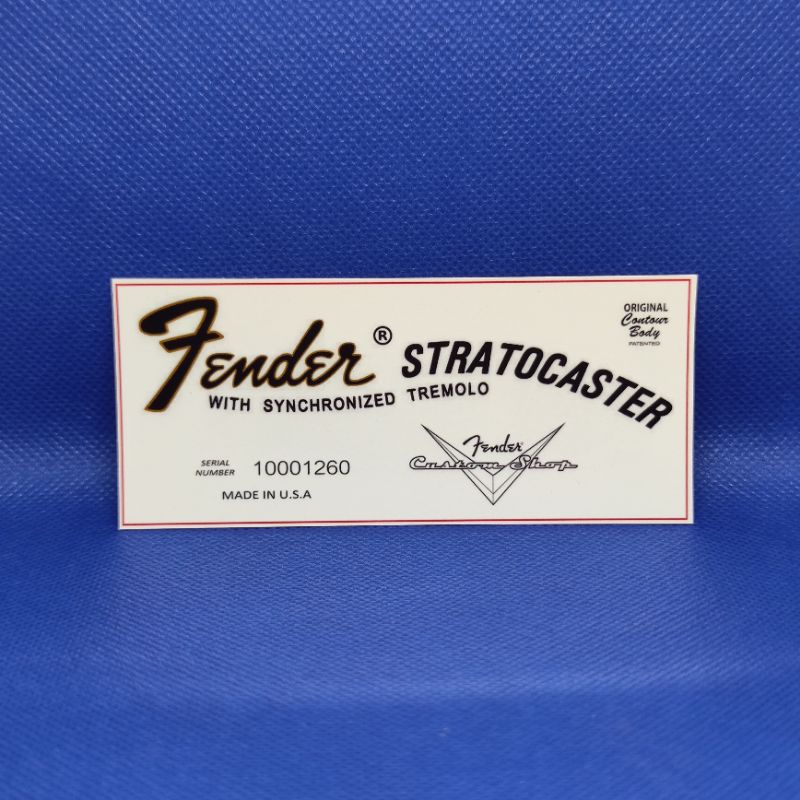 Fender® STRATOCASTER
WITH SYNCHRONIZED TREMOLO
ORIGINAL
Contour
Body
PATENTED
SERIAL
NUMBER 10001260
MADE IN U.S.A
Fender®
Custom Shop